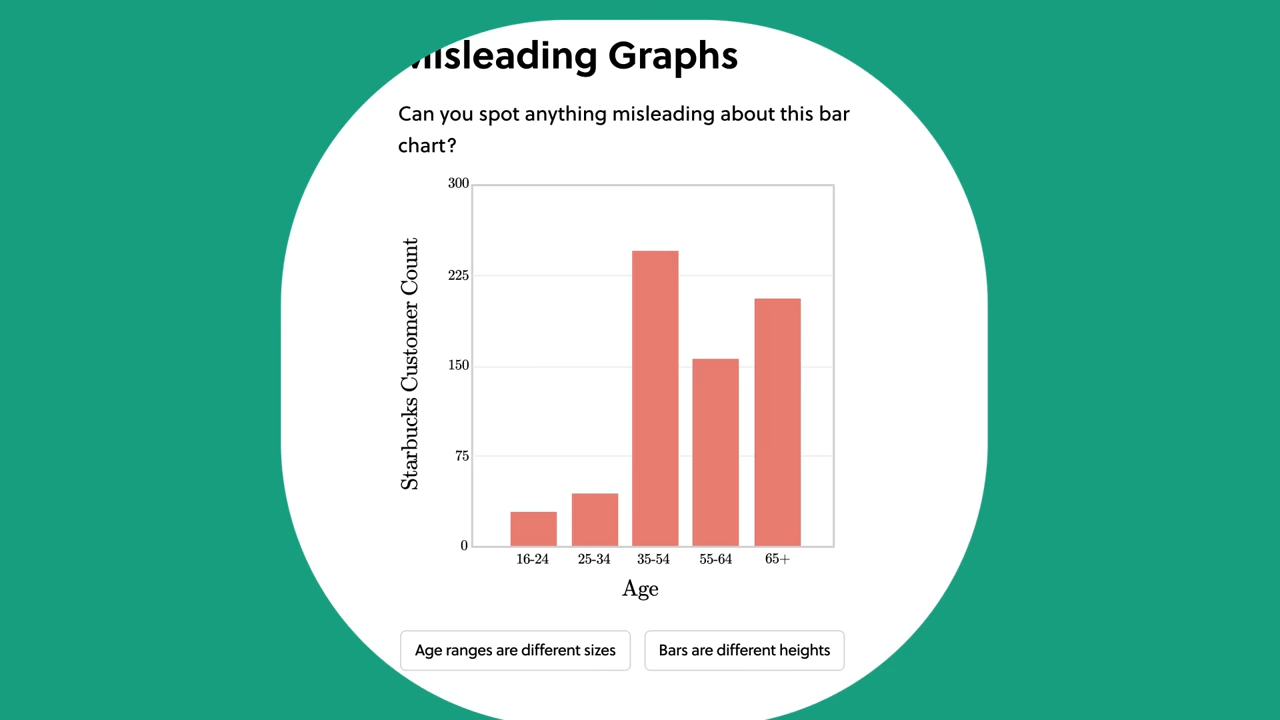 Misleading Graphs
Can you spot anything misleading about this bar
chart?
300
225
150
75
0
Starbucks Customer Count
16-24 25-34 35-54 55-64 65+
Age
Age ranges are different sizes
Bars are different heights